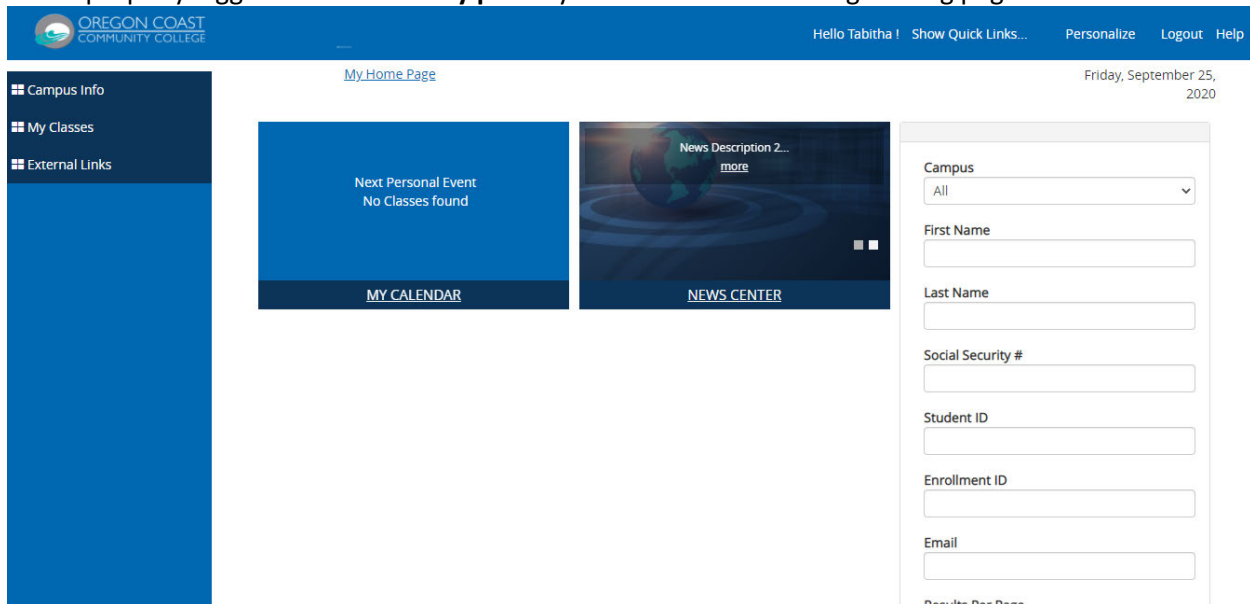 OREGON COAST
COMMUNITY COLLEGE
Hello Tabitha ! Show Quick Links... Personalize Logout Help
My Home Page
Friday, September 25,
2020
Campus Info
My Classes
External Links
Next Personal Event
No Classes found
MY CALENDAR
News Description 2...
more
NEWS CENTER
Campus
All
First Name
Last Name
Social Security #
Student ID
Enrollment ID
Email